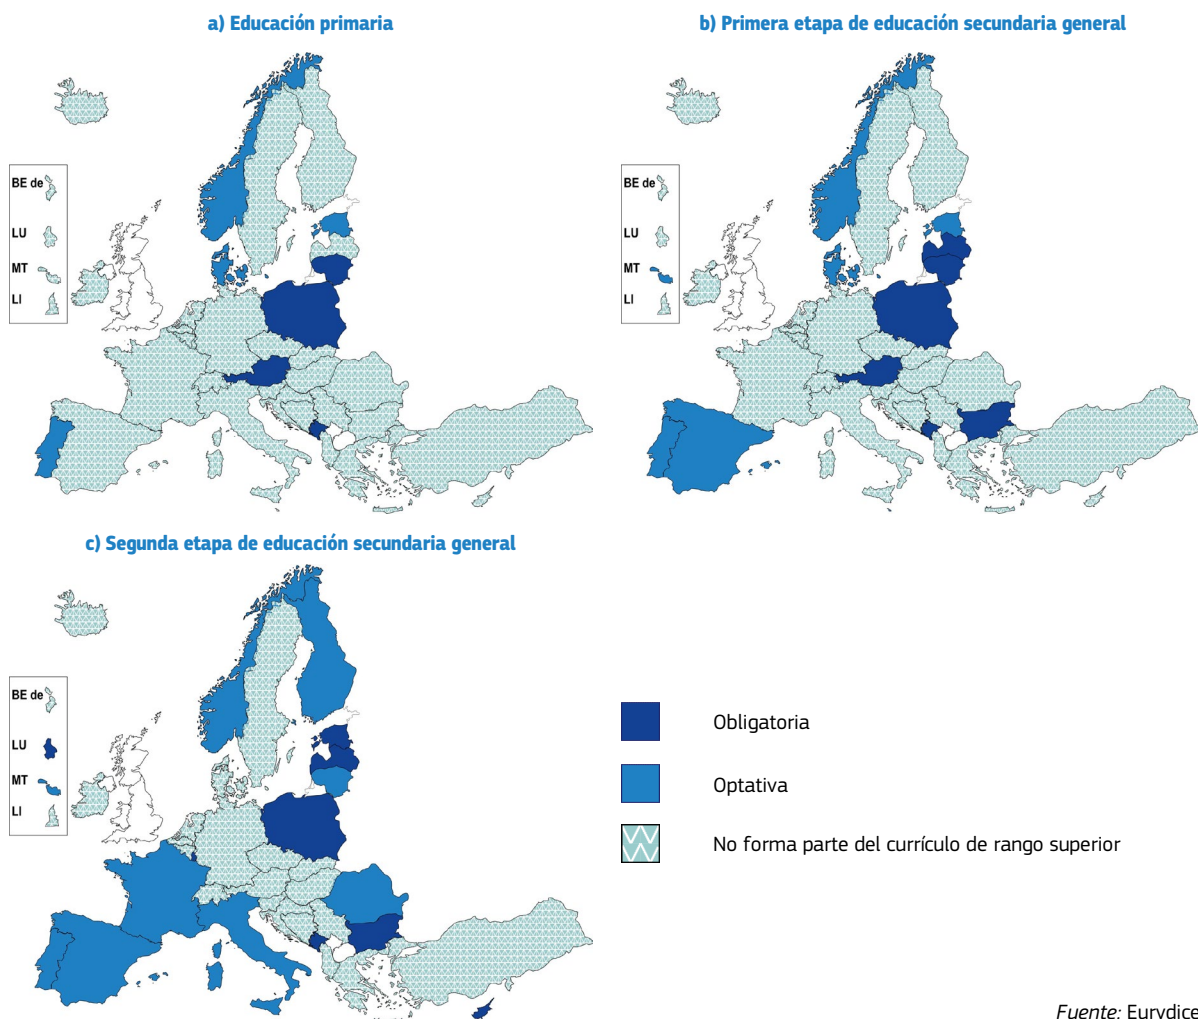 a) Educación primaria
b) Primera etapa de educación secundaria general
BE de
LU
MT
LI
BE de
LU
MT
LI
c) Segunda etapa de educación secundaria general
BE de
LU
MT
LI
Obligatoria
Optativa
No forma parte del currículo de rango superior
Fuente: Eurydice